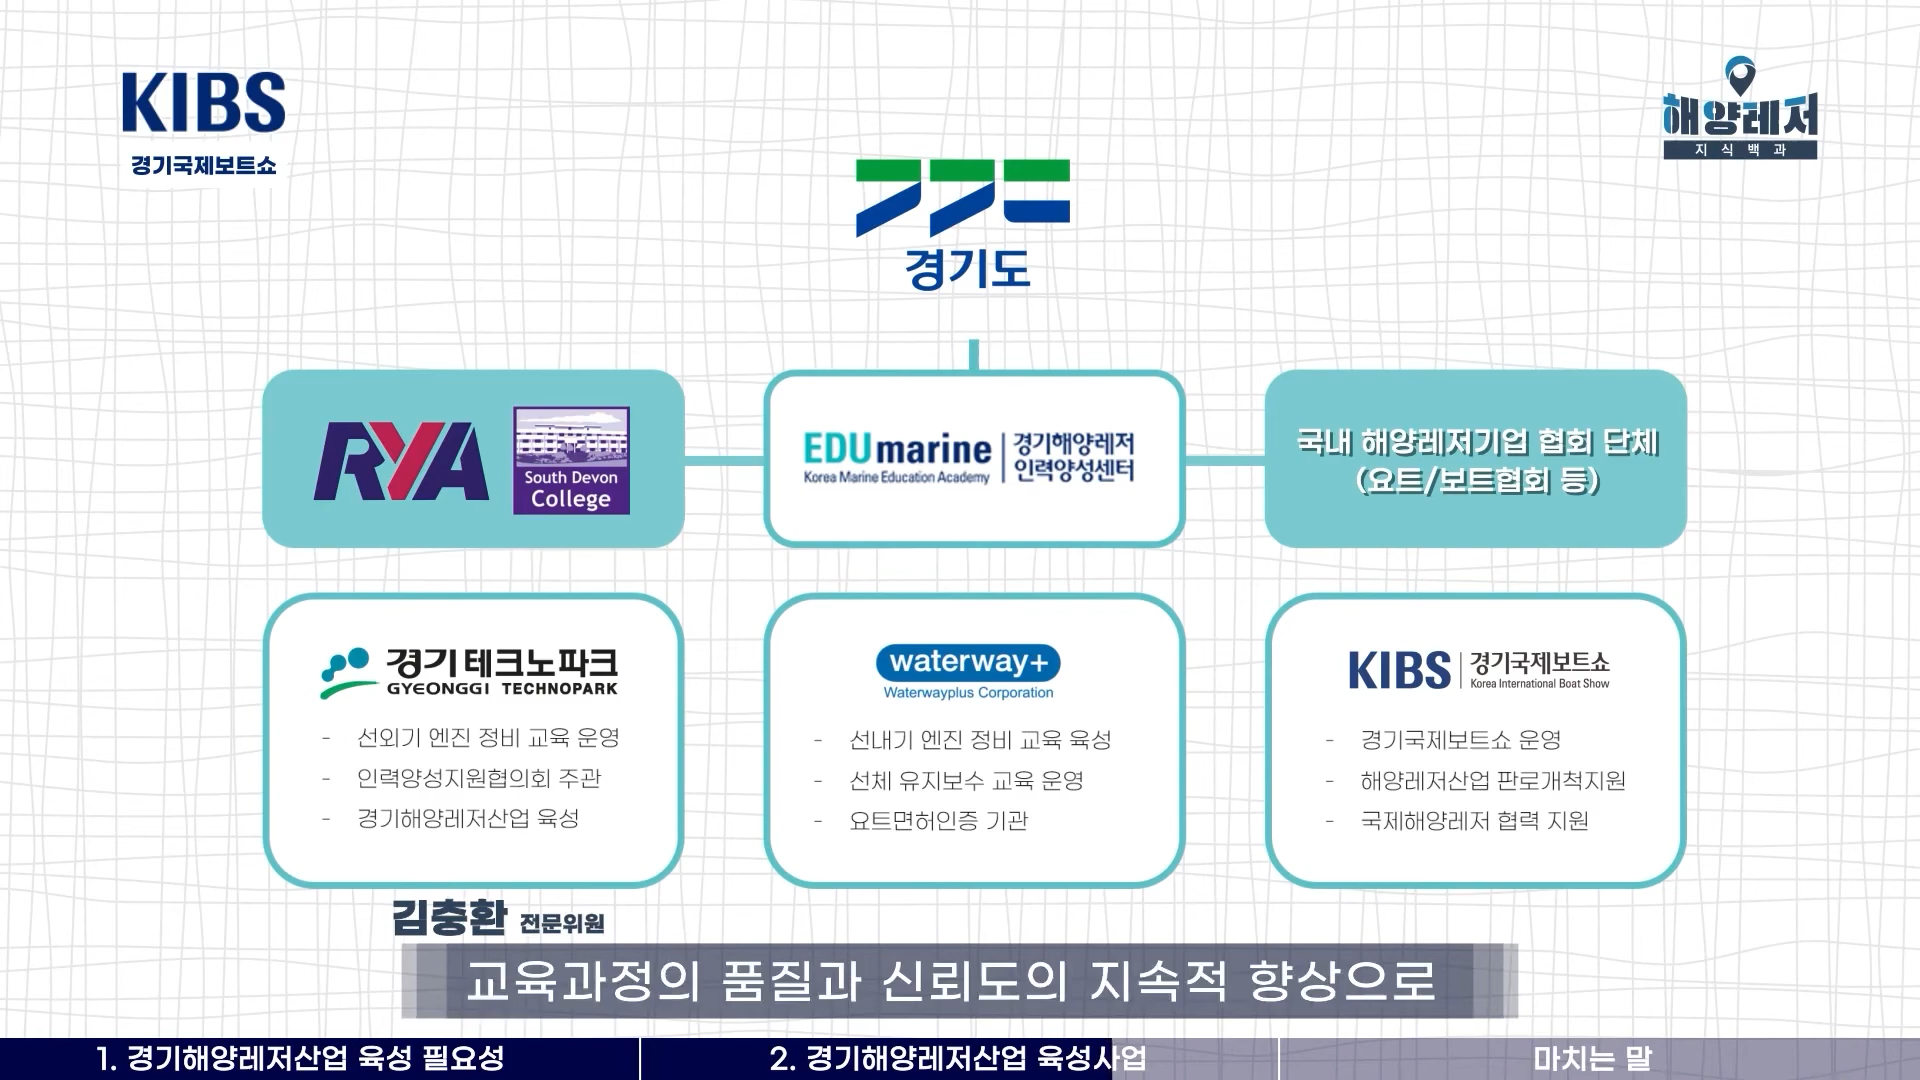 KIBS
경기국제보트쇼
해양레저
지식백과
경기도
RYA
South Devon
College
EDUmarine
Korea Marine Education Academy
경기해양레저
인력양성센터
국내 해양레저기업 협회 단체
(요트/보트협회 등)
경기테크노파크
GYEONGGI TECHNOPARK
- 선외기 엔진 정비 교육 운영
- 인력양성지원협의회 주관
- 경기해양레저산업 육성
waterway+
Waterwayplus Corporation
- 선내기 엔진 정비 교육 육성
- 선체 유지보수 교육 운영
- 요트면허인증 기관
KIBS
경기국제보트쇼
Korea International Boat Show
- 경기국제보트쇼 운영
- 해양레저산업 판로개척지원
- 국제해양레저 협력 지원
김충환 전문위원
교육과정의 품질과 신뢰도의 지속적 향상으로
1. 경기해양레저산업 육성 필요성
2. 경기해양레저산업 육성사업
마치는 말